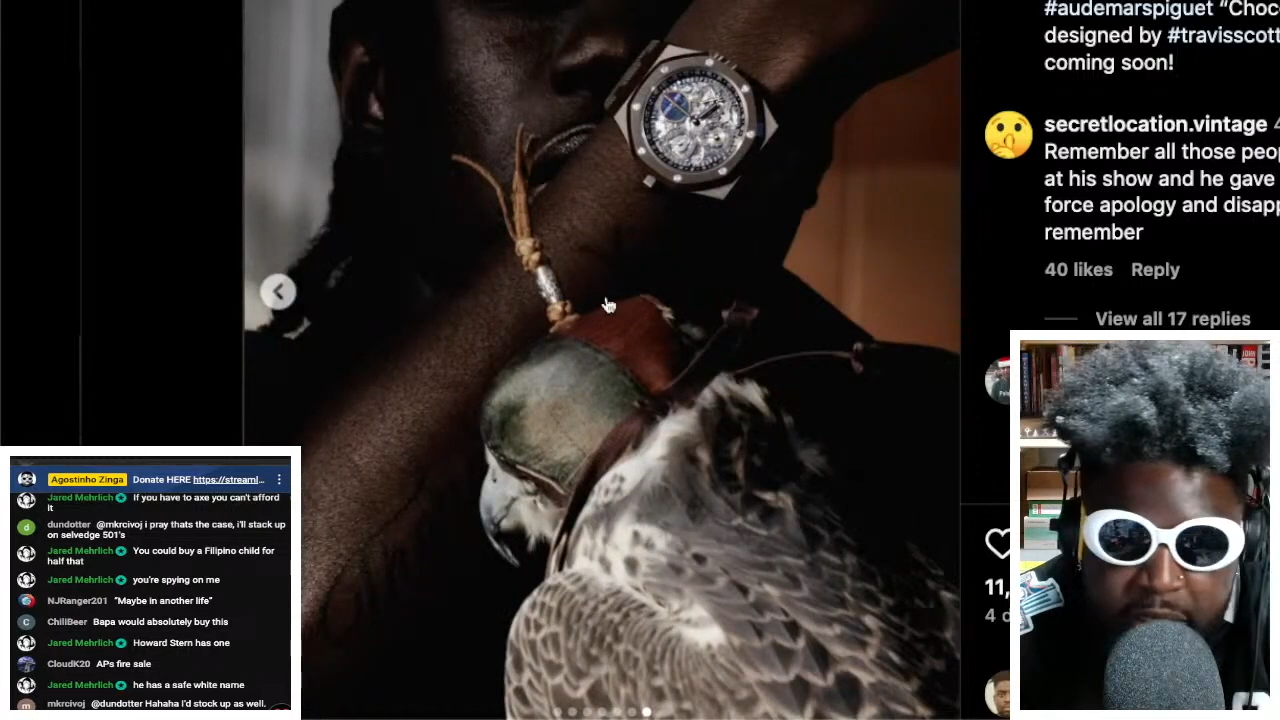 #audemarspiguet “Choc
designed by #travisscott
coming soon!
secretlocation.vintage 4
Remember all those peop
at his show and he gave
force apology and disapp
remember
40 likes Reply
View all 17 replies
11,
4 d
Agostinho Zinga Donate HERE https://streaml...
Jared Mehrlich If you have to axe you can't afford
it
dundotter @mkrcivoj i pray thats the case, i'll stack up
on selvedge 501's
Jared Mehrlich You could buy a Filipino child for
half that
Jared Mehrlich you're spying on me
NJRanger201 “Maybe in another life”
ChiliBeer Bapa would absolutely buy this
Jared Mehrlich Howard Stern has one
CloudK20 APs fire sale
Jared Mehrlich he has a safe white name
mkrcivoj @dundotter Hahaha I'd stock up as well.